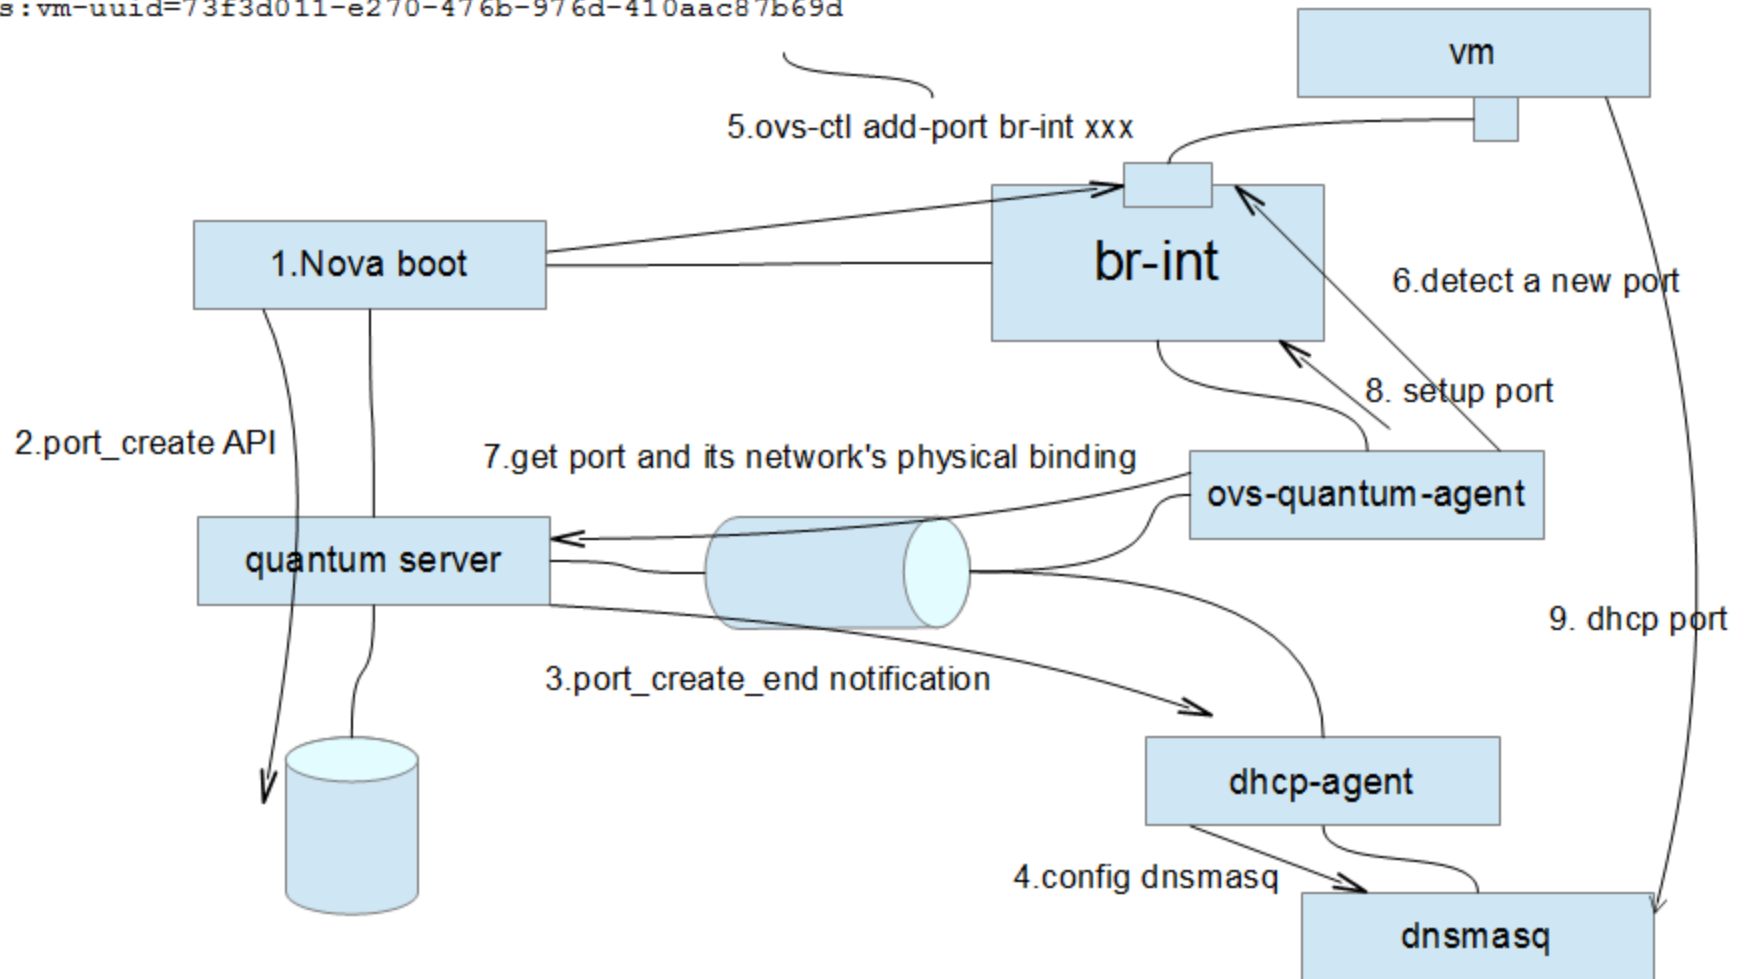 s:vm-uuid=73f3d011-e270-476b-976d-410aac87b69d
vm
5.ovs-ctl add-port br-int xxx
1.Nova boot
br-int
6.detect a new port
8. setup port
2.port_create API
7.get port and its network's physical binding
ovs-quantum-agent
quantum server
9. dhcp port
3.port_create_end notification
dhcp-agent
4.config dnsmasq
dnsmasq